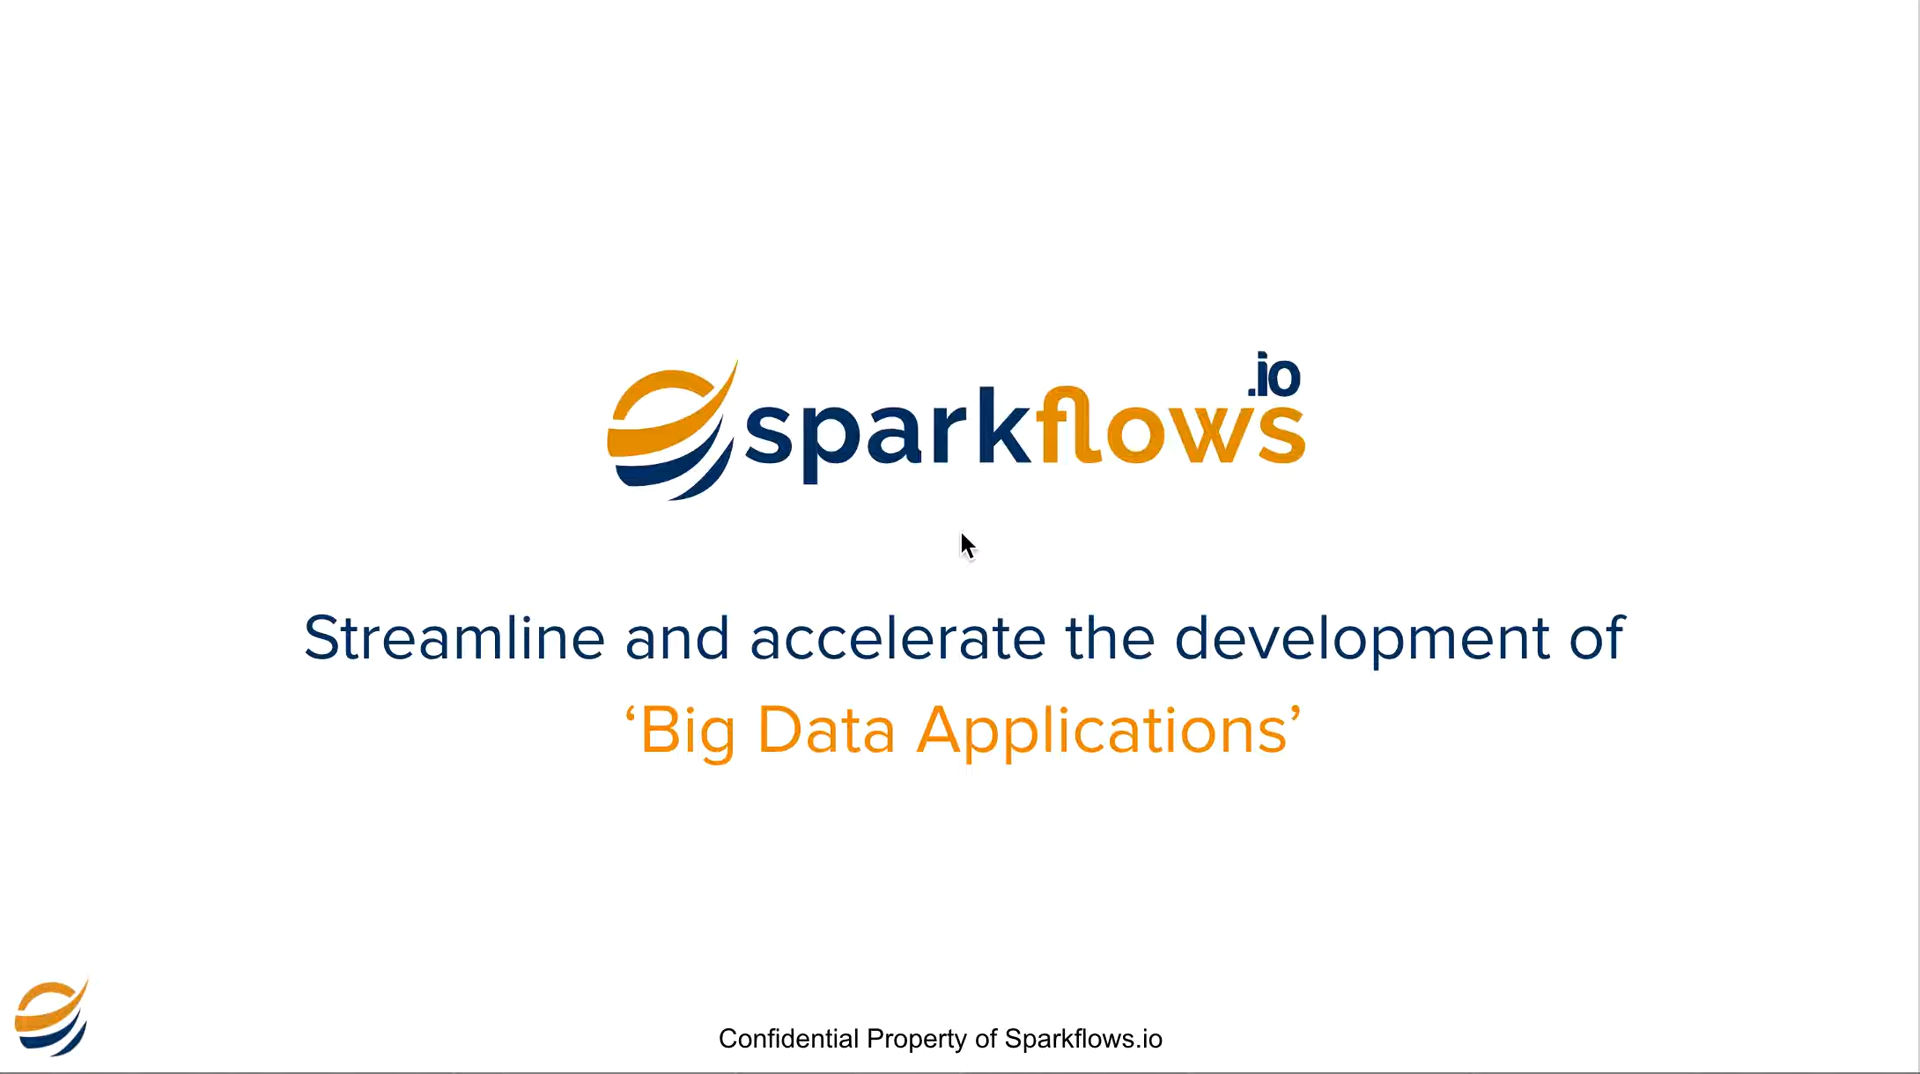 sparkflows.io
Streamline and accelerate the development of
‘Big Data Applications’
Confidential Property of Sparkflows.io